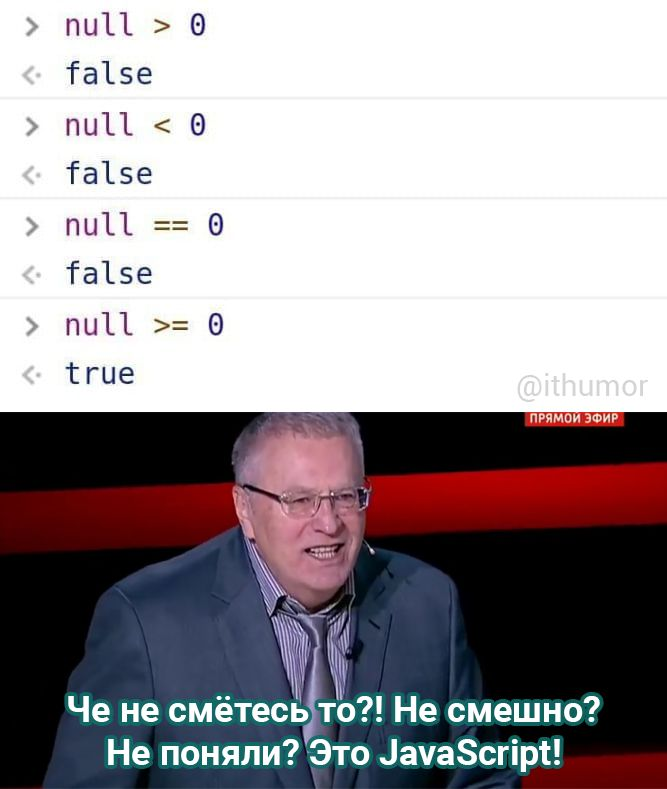 > null > 0
<· false
> null < 0
<· false
> null == 0
<· false
> null >= 0
<· true
@ithumor
ПРЯМОЙ ЭФИР
Че не смётесь то?! Не смешно?
Не поняли? Это JavaScript!